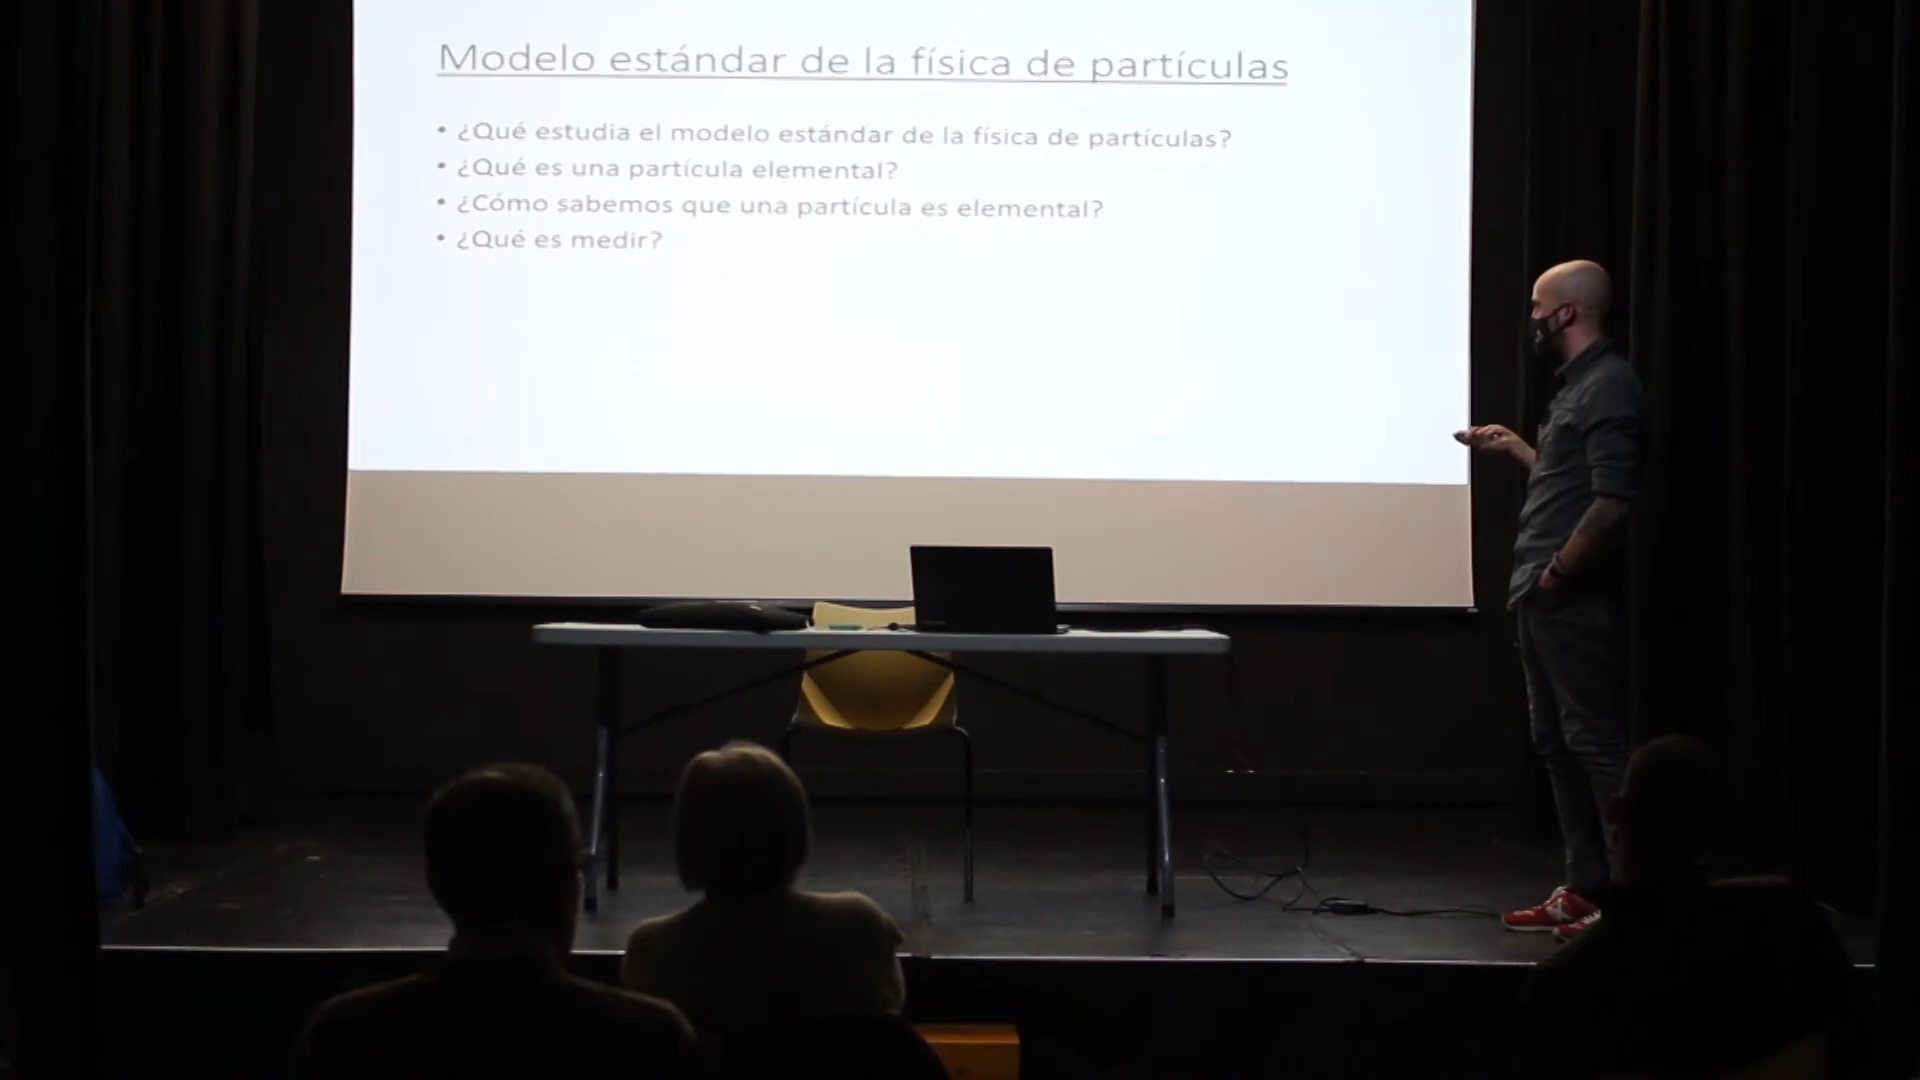 Modelo estándar de la física de partículas
• ¿Qué estudia el modelo estándar de la física de partículas?
• ¿Qué es una partícula elemental?
• ¿Cómo sabemos que una partícula es elemental?
• ¿Qué es medir?